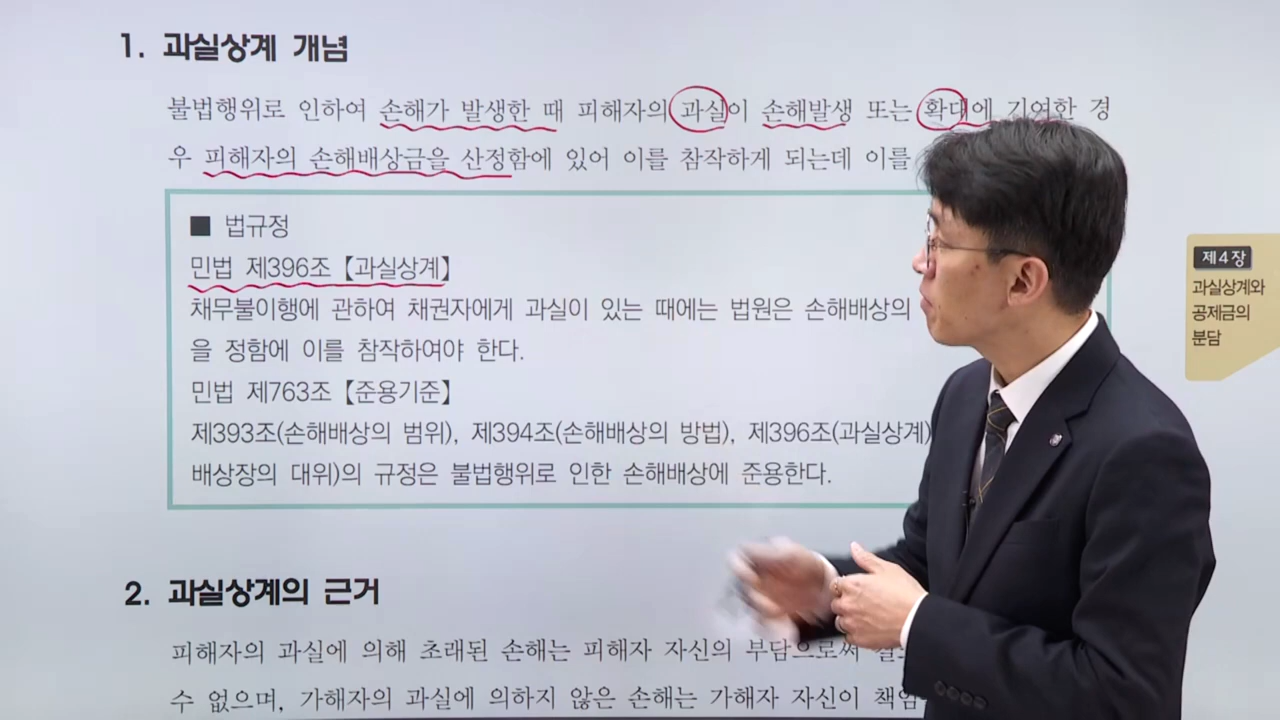 1. 과실상계 개념
불법행위로 인하여 손해가 발생한 때 피해자의 과실이 손해발생 또는 확대에 기여한 경
우 피해자의 손해배상금을 산정함에 있어 이를 참작하게 되는데 이를
■ 법규정
민법 제396조【과실상계】
채무불이행에 관하여 채권자에게 과실이 있는 때에는 법원은 손해배상의
을 정함에 이를 참작하여야 한다.
민법 제763조【준용기준】
제393조(손해배상의 범위), 제394조(손해배상의 방법), 제396조(과실상계)
배상장의 대위)의 규정은 불법행위로 인한 손해배상에 준용한다.
2. 과실상계의 근거
피해자의 과실에 의해 초래된 손해는 피해자 자신의 부담으로써
수 없으며, 가해자의 과실에 의하지 않은 손해는 가해자 자신이
제4장
과실상계와
공제금의
분담